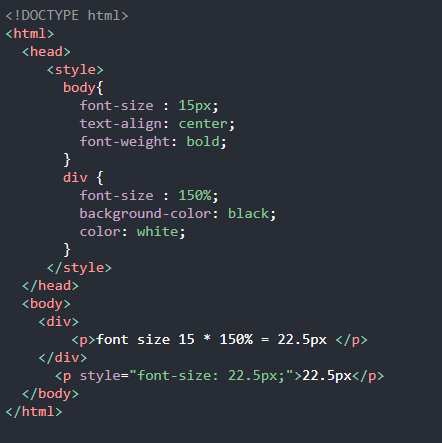 <!DOCTYPE html>
<html>
  <head>
     <style>
       body{
         font-size : 15px;
         text-align: center;
         font-weight: bold;
       }
       div {
         font-size : 150%;
         background-color: black;
         color: white;
       }
     </style>
  </head>
  <body>
    <div>
        <p>font size 15 * 150% = 22.5px </p>
    </div>
      <p style="font-size: 22.5px;">22.5px</p>
  </body>
</html>